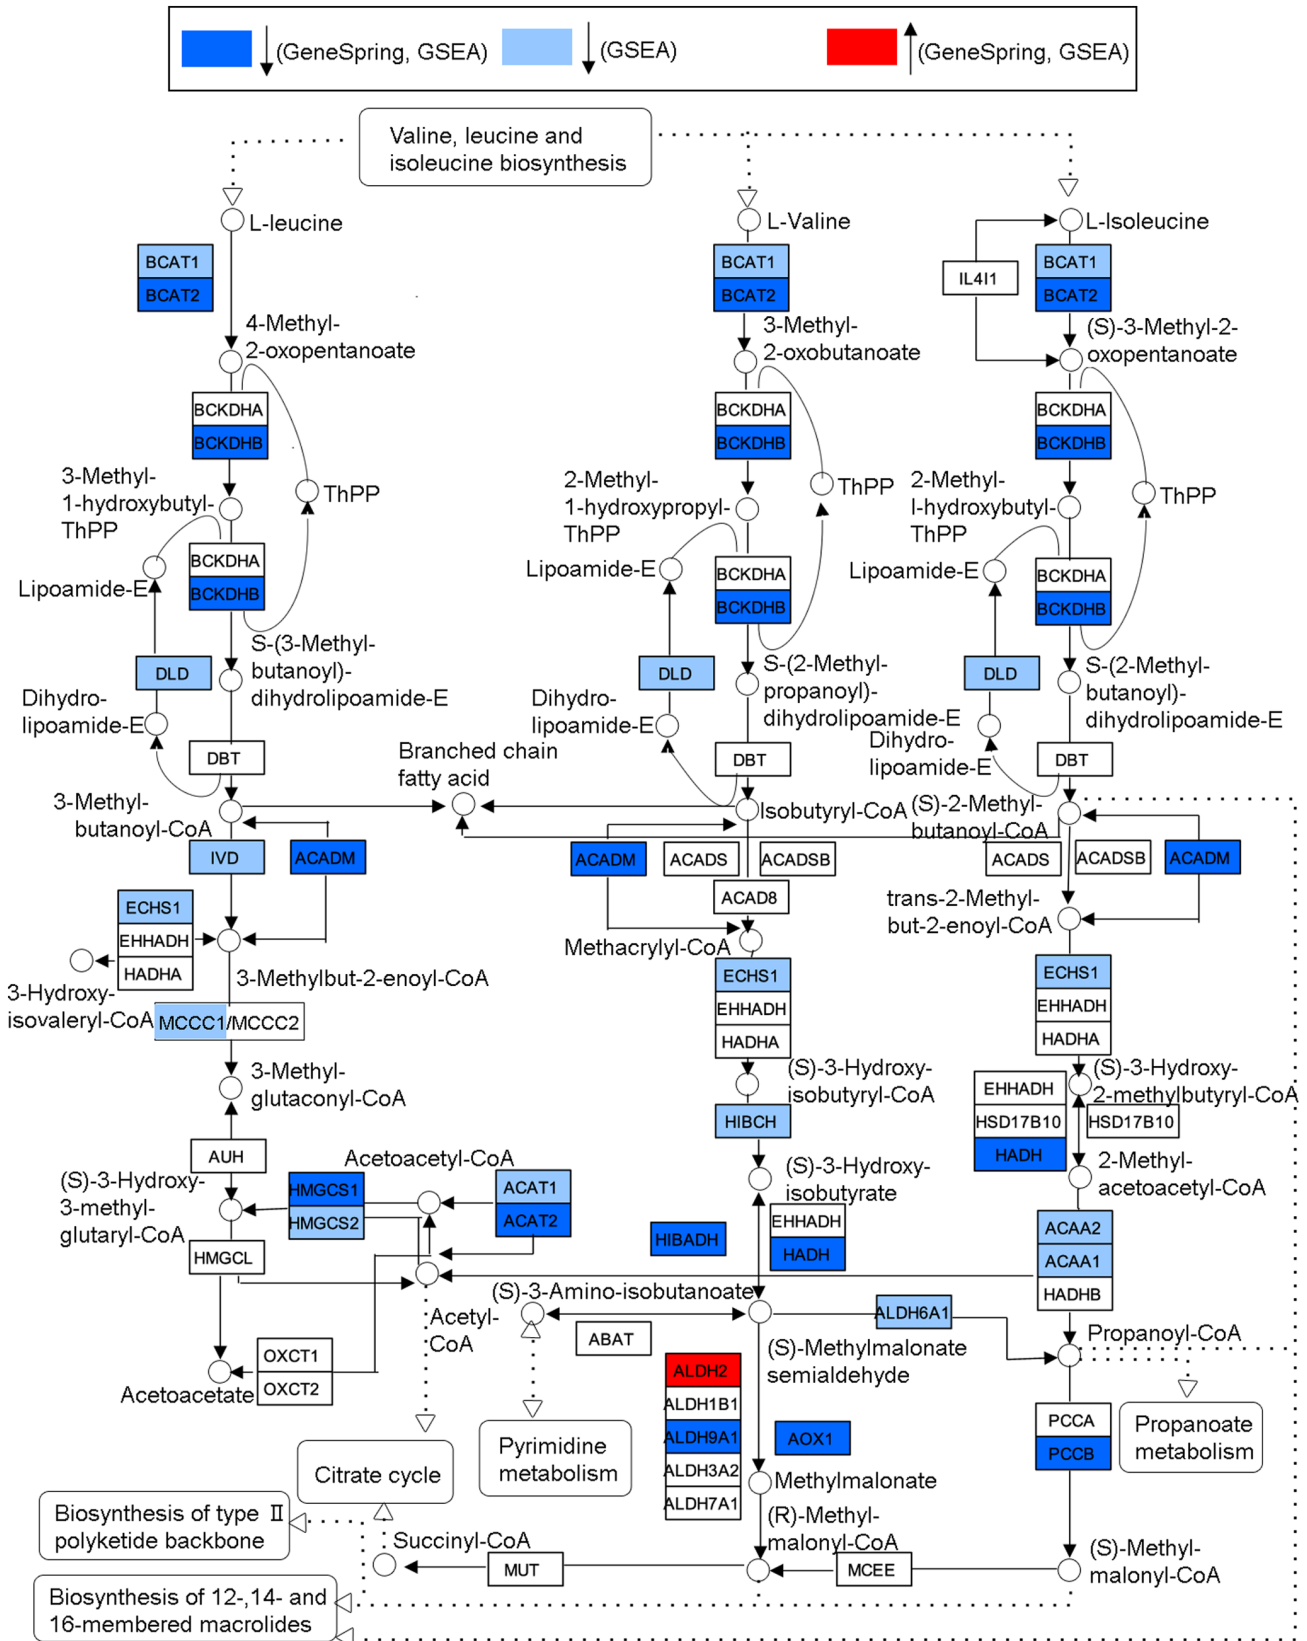 (GeneSpring, GSEA)
(GSEA)
(GeneSpring, GSEA)
Valine, leucine and
isoleucine biosynthesis
L-leucine
L-Valine
L-Isoleucine
BCAT1
BCAT2
BCAT1
BCAT2
IL4I1
BCAT1
BCAT2
4-Methyl-
2-oxopentanoate
3-Methyl-
2-oxobutanoate
(S)-3-Methyl-2-
oxopentanoate
BCKDHA
BCKDHB
BCKDHA
BCKDHB
BCKDHA
BCKDHB
3-Methyl-
1-hydroxybutyl-
ThPP
ThPP
2-Methyl-
1-hydroxypropyl-
ThPP
ThPP
2-Methyl-
I-hydroxybutyl-
ThPP
ThPP
Lipoamide-E
BCKDHA
BCKDHB
Lipoamide-E
BCKDHA
BCKDHB
Lipoamide-E
BCKDHA
BCKDHB
DLD
S-(3-Methyl-
butanoyl)-
dihydrolipoamide-E
DLD
S-(2-Methyl-
propanoyl)-
dihydrolipoamide-E
DLD
S-(2-Methyl-
butanoyl)-
dihydrolipoamide-E
Dihydro-
lipoamide-E
Dihydro-
lipoamide-E
Dihydro-
lipoamide-E
DBT
DBT
DBT
Branched chain
fatty acid
3-Methyl-
butanoyl-CoA
Isobutyryl-CoA
(S)-2-Methyl-
butanoyl-CoA
IVD
ACADM
ACADM
ACADS
ACADSB
ACADS
ACADSB
ACADM
ACAD8
ECHS1
EHHADH
HADHA
trans-2-Methyl-
but-2-enoyl-CoA
Methacrylyl-CoA
3-Methylbut-2-enoyl-CoA
3-Hydroxy-
isovaleryl-CoA
MCCC1/MCCC2
ECHS1
EHHADH
HADHA
ECHS1
EHHADH
HADHA
3-Methyl-
glutaconyl-CoA
(S)-3-Hydroxy-
isobutyryl-CoA
(S)-3-Hydroxy-
2-methylbutyryl-CoA
EHHADH
HSD17B10
HADH
HSD17B10
HIBCH
AUH
(S)-3-Hydroxy-
3-methyl-
glutaryl-CoA
Acetoacetyl-CoA
HMGCS1
HMGCS2
ACAT1
ACAT2
(S)-3-Hydroxy-
isobutyrate
2-Methyl-
acetoacetyl-CoA
HIBADH
EHHADH
HADH
ACAA2
ACAA1
HADHB
HMGCL
(S)-3-Amino-isobutanoate
Acetyl-
CoA
ABAT
ALDH6A1
(S)-Methylmalonate
semialdehyde
Propanoyl-CoA
OXCT1
OXCT2
Acetoacetate
ALDH2
ALDH1B1
ALDH9A1
ALDH3A2
ALDH7A1
AOX1
PCCA
PCCB
Propanoate
metabolism
Pyrimidine
metabolism
Citrate cycle
Methylmalonate
Biosynthesis of type II
polyketide backbone
(R)-Methyl-
malonyl-CoA
Succinyl-CoA
MUT
MCEE
(S)-Methyl-
malonyl-CoA
Biosynthesis of 12-,14- and
16-membered macrolides